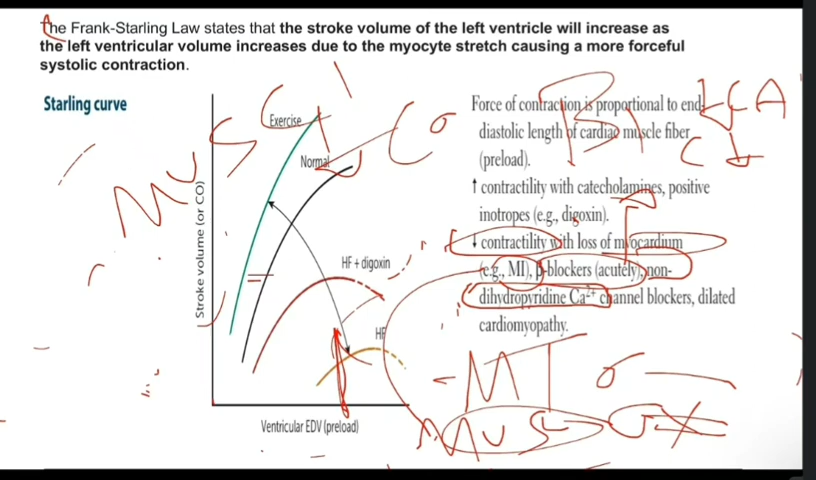 the Frank-Starling Law states that the stroke volume of the left ventricle will increase as
the left ventricular volume increases due to the myocyte stretch causing a more forceful
systolic contraction.
Starling curve
Stroke volume (or CO)
Exercise
Normal
HF + digoxin
HF
Ventricular EDV (preload)
Force of contraction is proportional to end-
diastolic length of cardiac muscle fiber
(preload).
↑ contractility with catecholamines, positive
inotropes (e.g., digoxin).
↓ contractility with loss of myocardium
(e.g., MI), β-blockers (acutely), non-
dihydropyridine Ca²⁺ channel blockers, dilated
cardiomyopathy.
MUSC
B1
MI
MUS